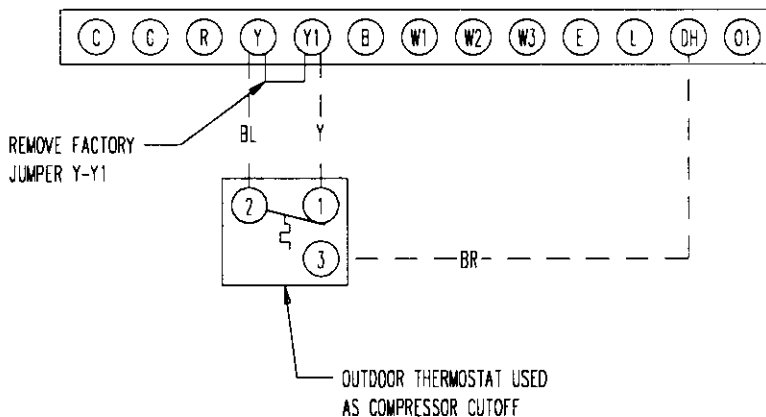 C C R Y Y1 B W1 W2 W3 E L DH O1
REMOVE FACTORY
JUMPER Y-Y1
BL Y
2 1
3 BR
OUTDOOR THERMOSTAT USED
AS COMPRESSOR CUTOFF